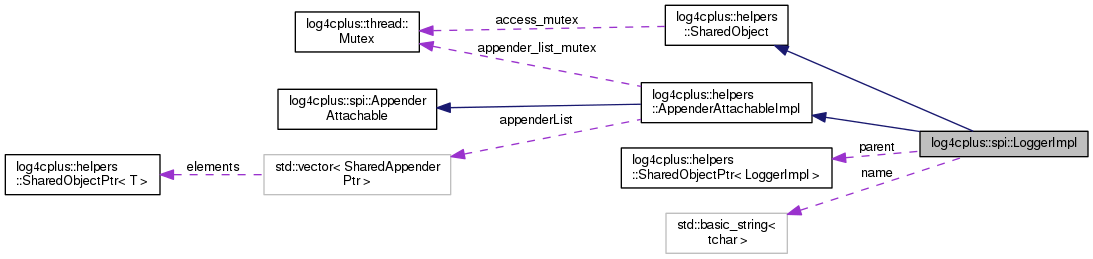 log4cplus::thread::
Mutex
access_mutex
log4cplus::helpers
::SharedObject
appender_list_mutex
log4cplus::spi::Appender
Attachable
log4cplus::helpers
::AppenderAttachableImpl
appenderList
log4cplus::spi::LoggerImpl
log4cplus::helpers
::SharedObjectPtr< T >
elements
std::vector< SharedAppender
Ptr >
log4cplus::helpers
::SharedObjectPtr< LoggerImpl >
parent
name
std::basic_string<
tchar >